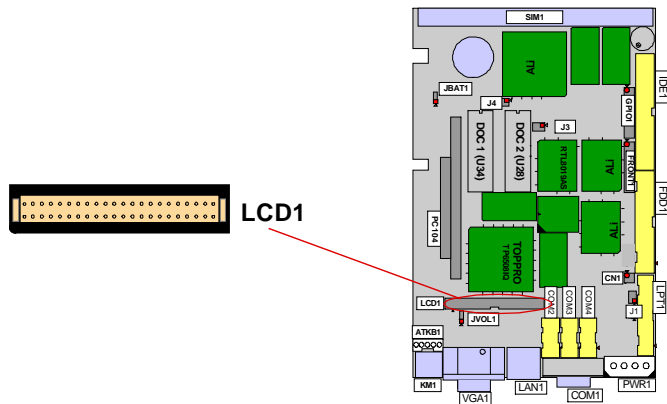 SIM1
ALi
JBAT1
J4
IDE1
GPIO1
J3
DOC 1 (U34)
DOC 2 (U28)
RTL8019AS
ALi
FRONT1
FDD1
PC104
ALi
LCD1
TOPPRO
TP6508IQ
CN1
LCD1
JVOL1
COM2
COM3
COM4
J1
LPT1
ATKB1
KM1
VGA1
LAN1
COM1
PWR1